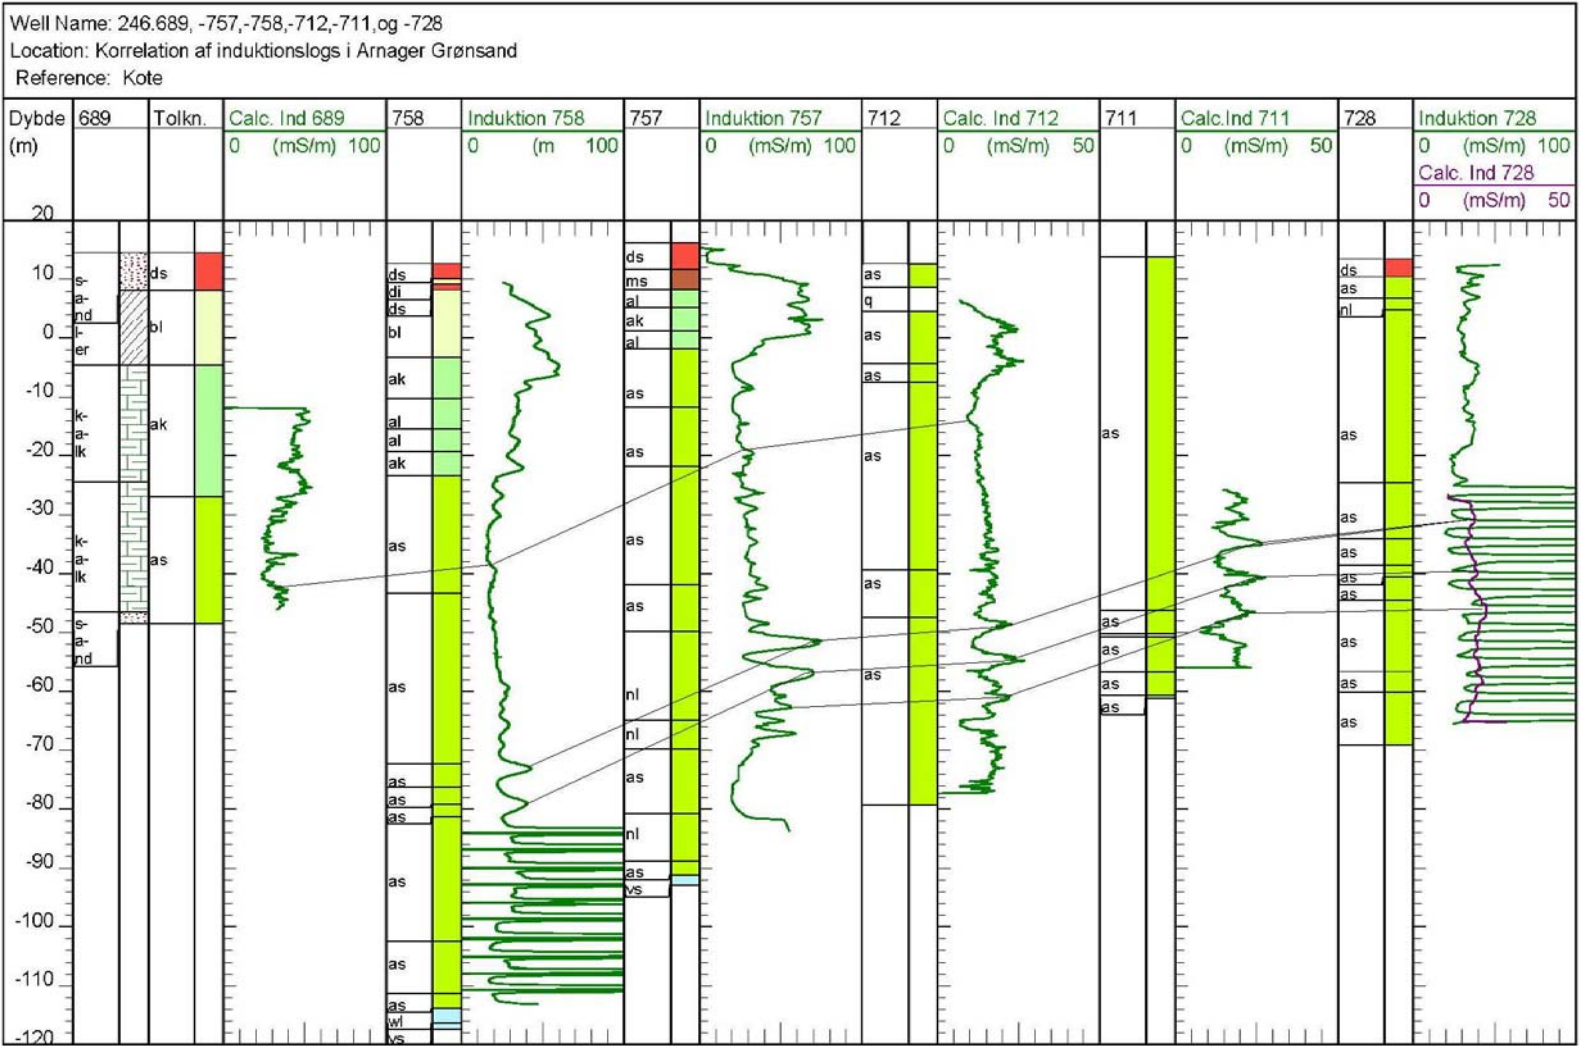 Well Name: 246.689, -757,-758,-712,-711,og -728
Location: Korrelation af induktionslogs i Arnager Grønsand
Reference: Kote
Dybde 689 Tolkn. Calc. Ind 689 758 Induktion 758 757 Induktion 757 712 Calc. Ind 712 711 Calc.Ind 711 728 Induktion 728
(m) 0 (mS/m) 100 0 (m 100 0 (mS/m) 100 0 (mS/m) 50 0 (mS/m) 50 0 (mS/m) 100
Calc. Ind 728
0 (mS/m) 50
20
10
0
-10
-20
-30
-40
-50
-60
-70
-80
-90
-100
-110
-120
s-
a-
nd
l-
er
k-
a-
lk
k-
a-
lk
s-
a-
nd
ds
bl
ak
as
ds
di
ds
bl
ak
al
al
ak
as
as
as
as
as
as
as
as
wl
vs
ds
ms
al
ak
al
as
as
as
as
nl
nl
as
nl
as
vs
as
q
as
as
as
as
as
as
as
as
as
as
ds
as
nl
as
as
as
as
as
as
as
as